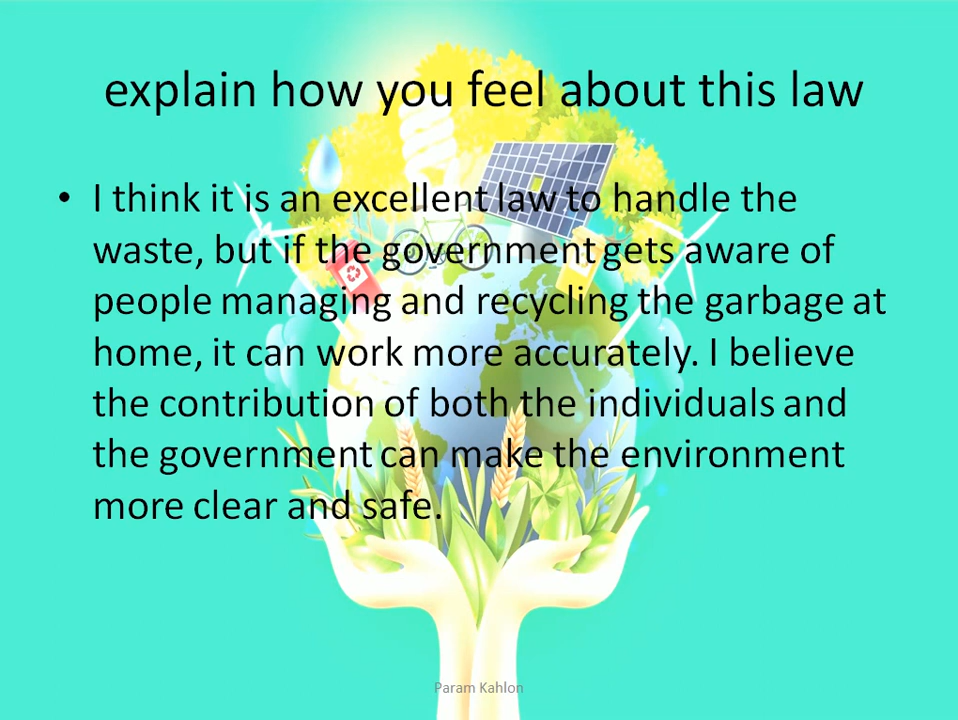 explain how you feel about this law
• I think it is an excellent law to handle the
waste, but if the government gets aware of
people managing and recycling the garbage at
home, it can work more accurately. I believe
the contribution of both the individuals and
the government can make the environment
more clear and safe.
Param Kahlon